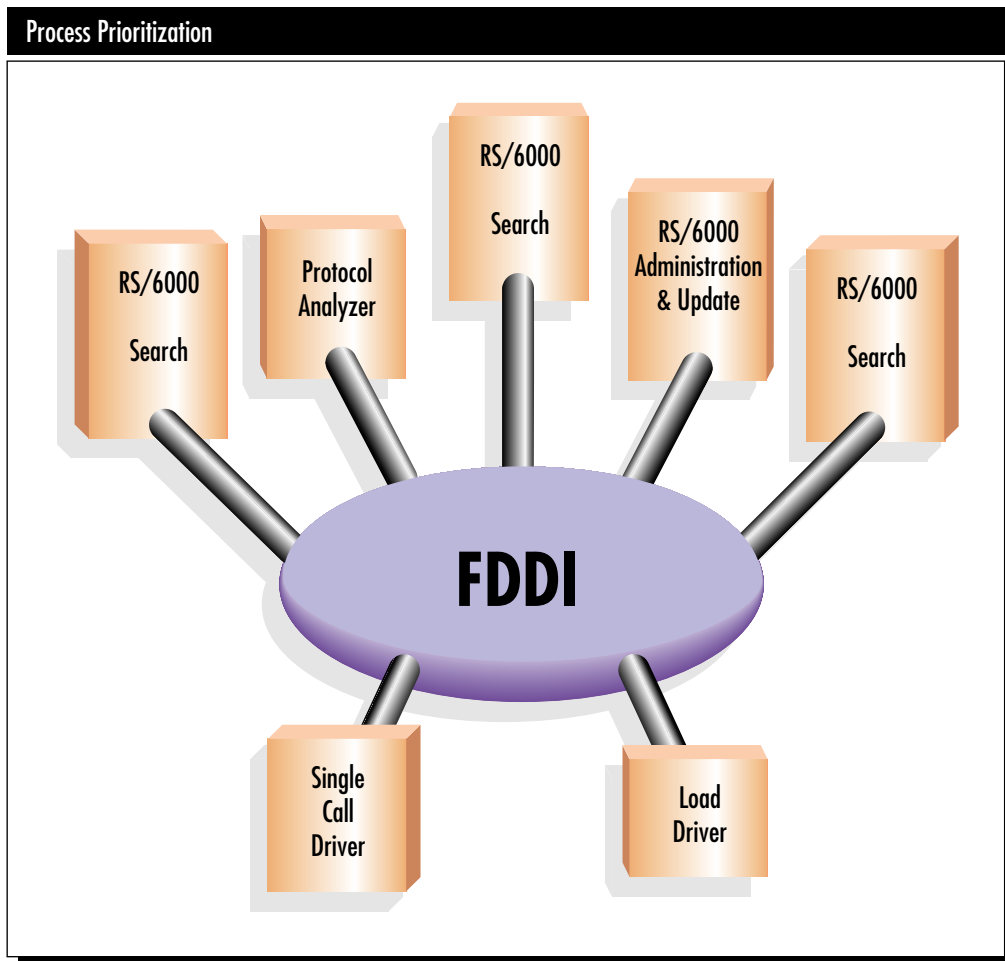 Process Prioritization
RS/6000
Search
Protocol
Analyzer
RS/6000
Search
RS/6000
Administration
& Update
RS/6000
Search
FDDI
Single
Call
Driver
Load
Driver